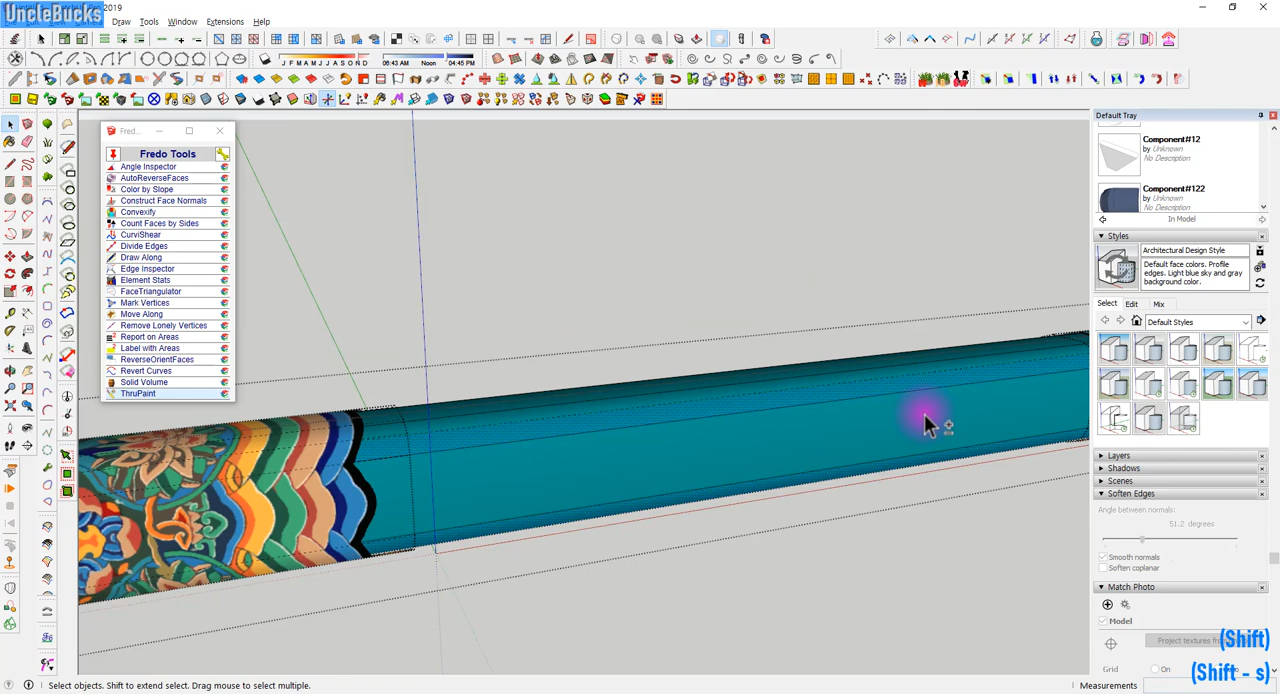 UncleBucks
2019
Draw Tools Window Extensions Help
J F M A M J J A S O N D
06:43 AM Noon 04:45 PM
Fred...
Fredo Tools
Angle Inspector
AutoReverseFaces
Color by Slope
Construct Face Normals
Convexify
Count Faces by Sides
CurviShear
Divide Edges
Draw Along
Edge Inspector
Element Stats
FaceTriangulator
Mark Vertices
Move Along
Remove Lonely Vertices
Report on Areas
Label with Areas
ReverseOrientFaces
Revert Curves
Solid Volume
ThruPaint
Default Tray
Component#12
by Unknown
No Description
Component#122
by Unknown
No Description
In Model
Styles
Architectural Design Style
Default face colors. Profile
edges. Light blue sky and gray
background color.
Select Edit Mix
Default Styles
Layers
Shadows
Scenes
Soften Edges
Angle between normals:
51.2 degrees
Smooth normals
Soften coplanar
Match Photo
Model
Project textures from
Grid On
(Shift)
(Shift - s)
Select objects. Shift to extend select. Drag mouse to select multiple.
Measurements